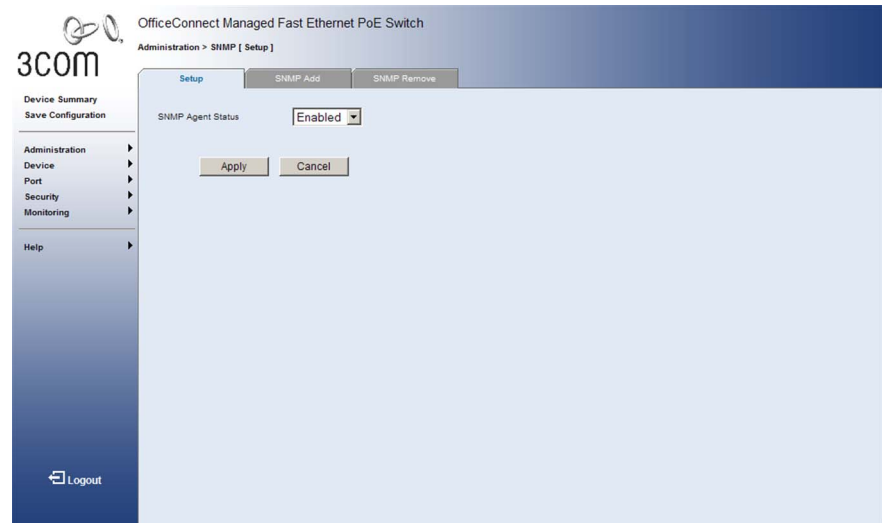 OfficeConnect Managed Fast Ethernet PoE Switch
Administration > SNMP [ Setup ]
3com
Setup
SNMP Add
SNMP Remove
Device Summary
Save Configuration
SNMP Agent Status
Enabled
Administration
Device
Port
Security
Monitoring
Apply
Cancel
Help
Logout